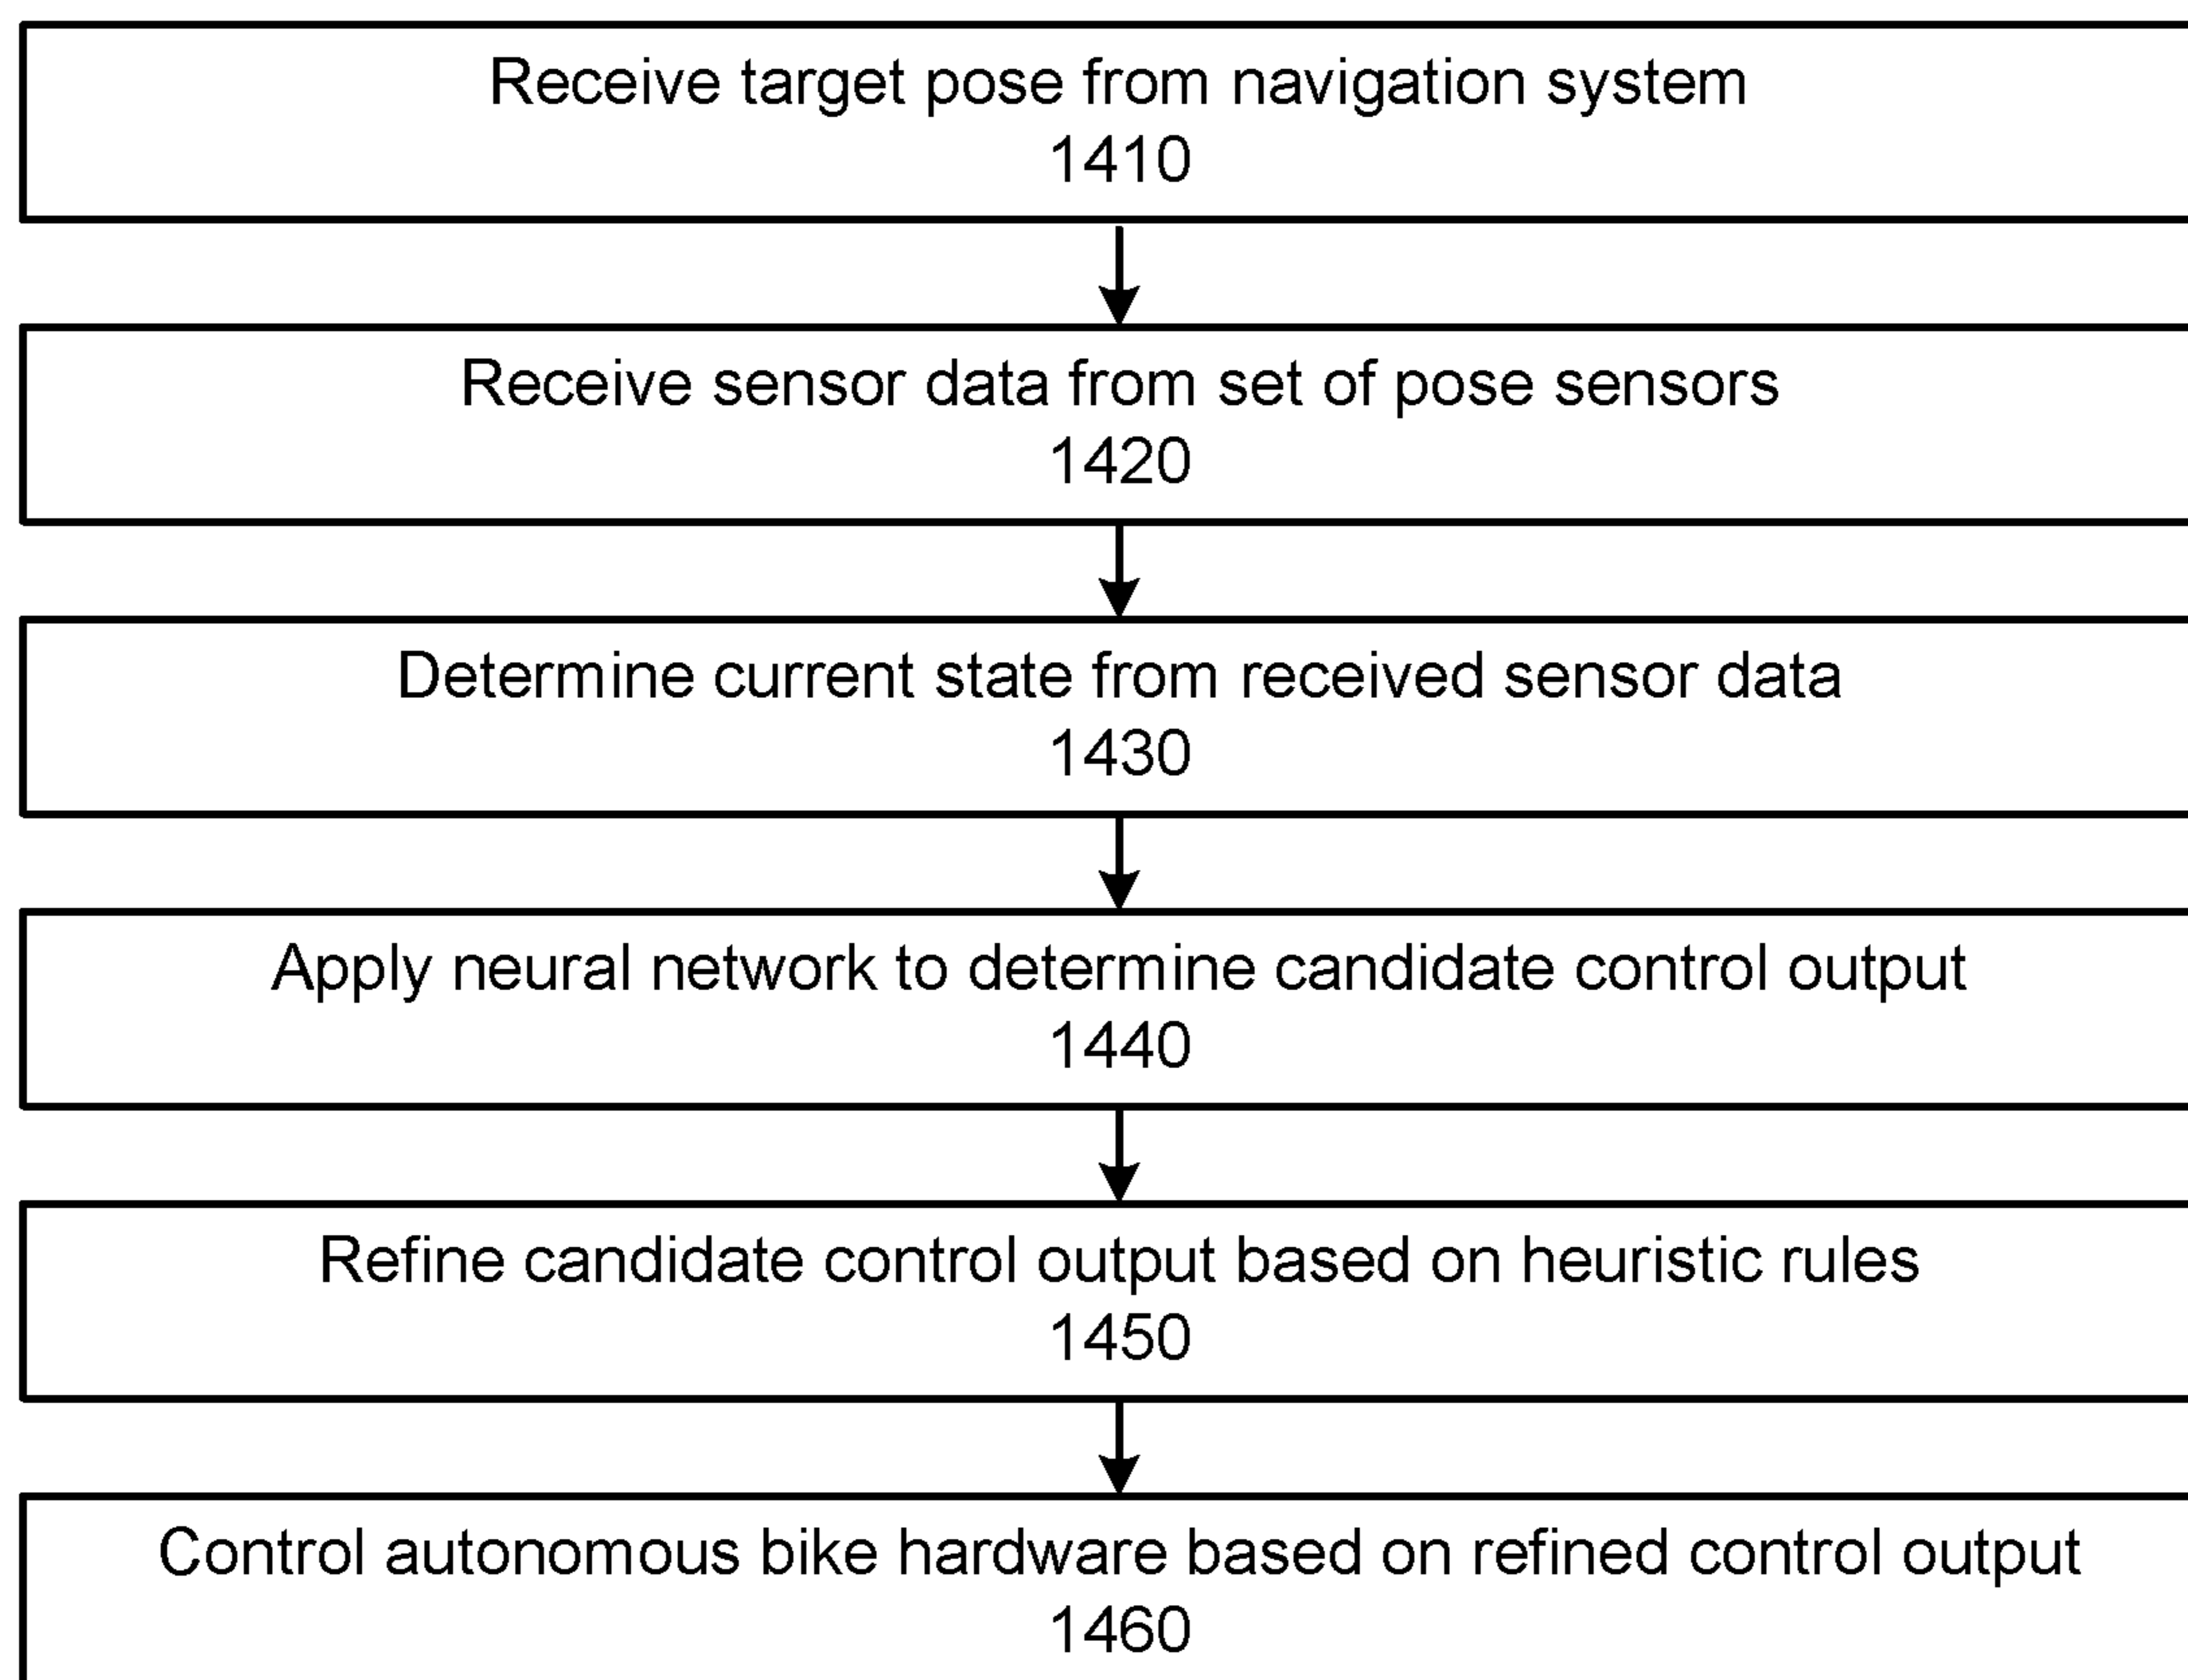 Receive target pose from navigation system
1410
Receive sensor data from set of pose sensors
1420
Determine current state from received sensor data
1430
Apply neural network to determine candidate control output
1440
Refine candidate control output based on heuristic rules
1450
Control autonomous bike hardware based on refined control output
1460